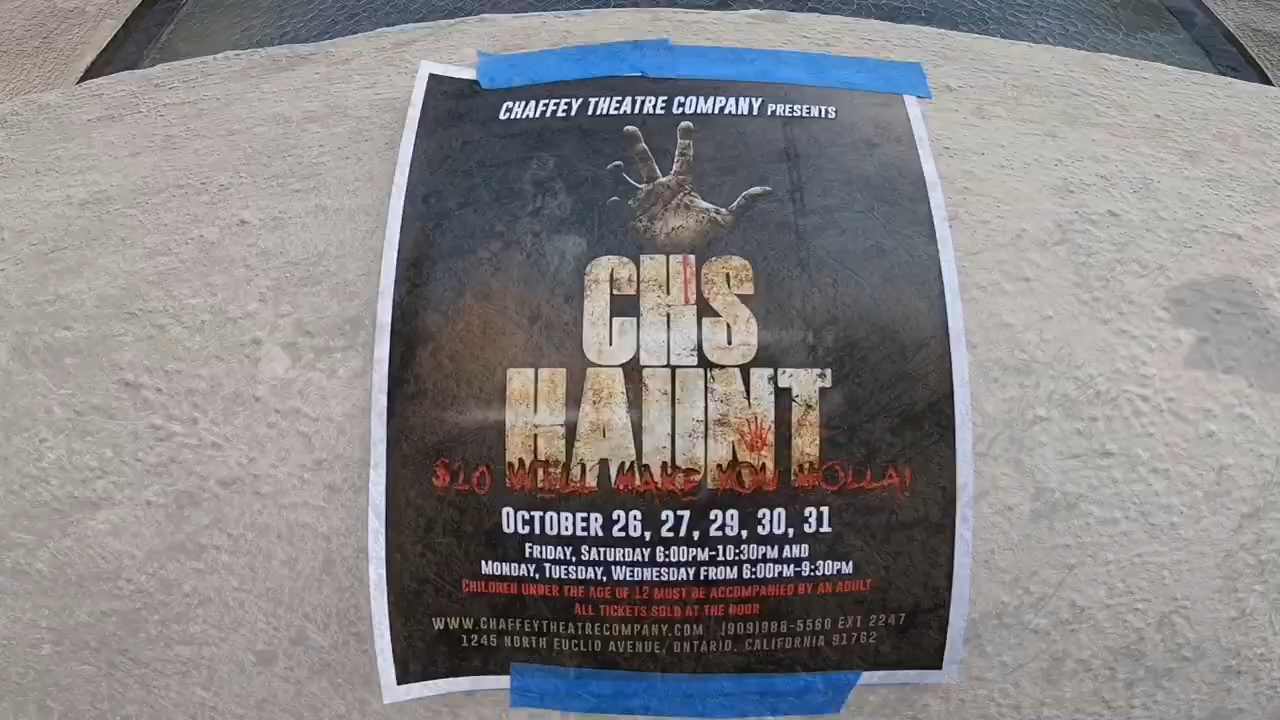 CHAFFEY THEATRE COMPANY PRESENTS
CHS
HAUNT
$10 WILL MAKE YOU HOLLA!
OCTOBER 26, 27, 29, 30, 31
FRIDAY, SATURDAY 6:00PM-10:30PM AND
MONDAY, TUESDAY, WEDNESDAY FROM 6:00PM-9:30PM
CHILDREN UNDER THE AGE OF 12 MUST BE ACCOMPANIED BY AN ADULT
ALL TICKETS SOLD AT THE DOOR
WWW.CHAFFEYTHEATRECOMPANY.COM (909)988-5560 EXT 2247
1245 NORTH EUCLID AVENUE, ONTARIO, CALIFORNIA 91762